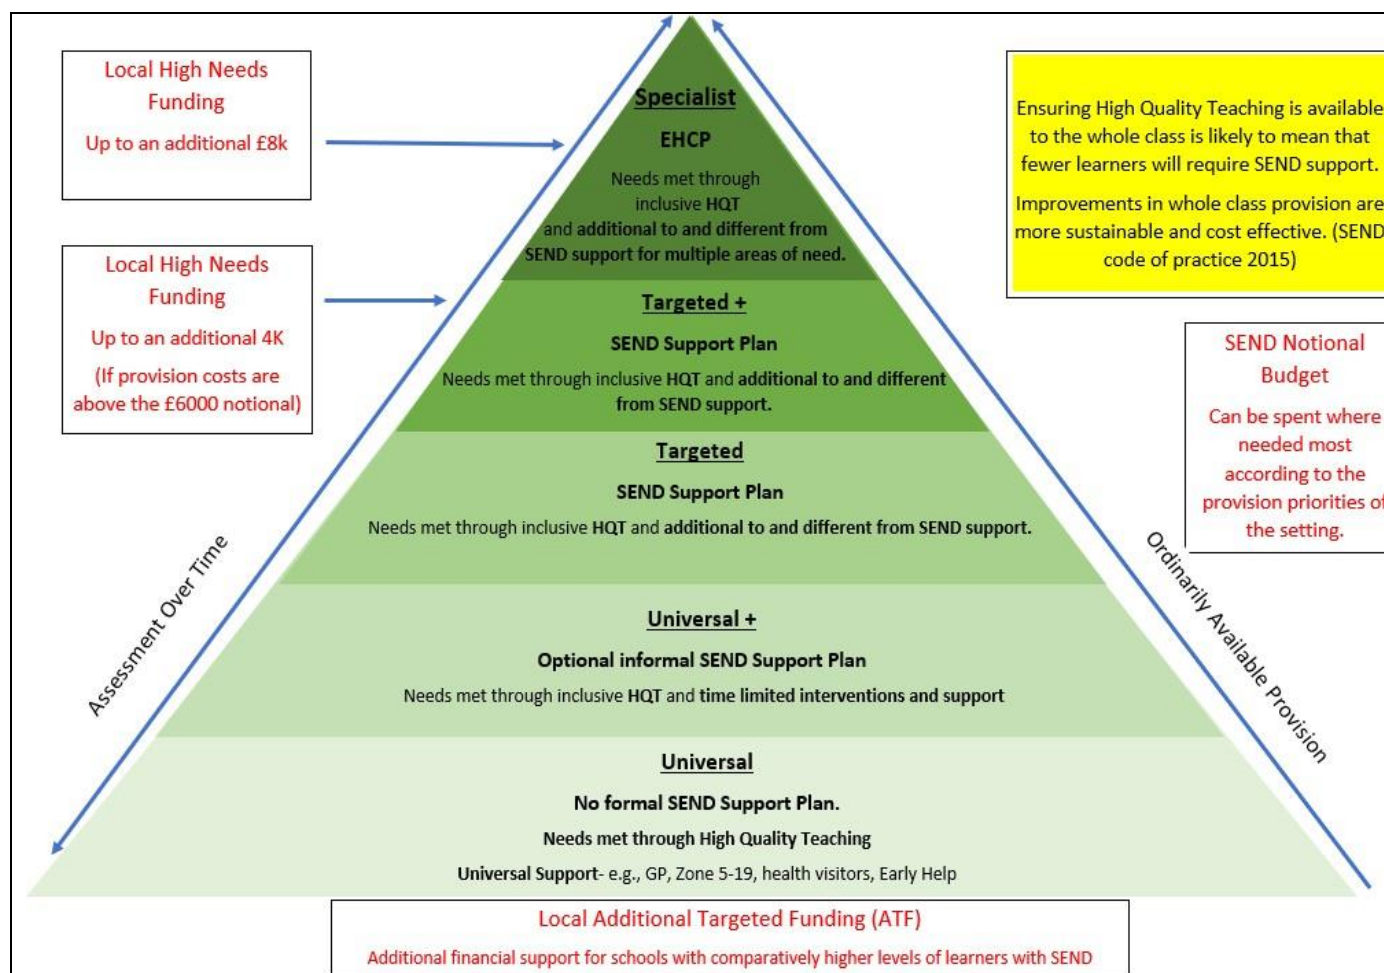 Local High Needs
Funding
Up to an additional £8k
Local High Needs
Funding
Up to an additional 4K
(If provision costs are
above the £6000 notional)
Assessment Over Time
Specialist
EHCP
Needs met through
inclusive HQT
and additional to and different from
SEND support for multiple areas of need.
Targeted +
SEND Support Plan
Needs met through inclusive HQT and additional to and different
from SEND support.
Targeted
SEND Support Plan
Needs met through inclusive HQT and additional to and different from SEND support.
Universal +
Optional informal SEND Support Plan
Needs met through inclusive HQT and time limited interventions and support
Universal
No formal SEND Support Plan.
Needs met through High Quality Teaching
Universal Support- e.g., GP, Zone 5-19, health visitors, Early Help
Ensuring High Quality Teaching is available
to the whole class is likely to mean that
fewer learners will require SEND support.
Improvements in whole class provision are
more sustainable and cost effective. (SEND
code of practice 2015)
SEND Notional
Budget
Can be spent where
needed most
according to the
provision priorities of
the setting.
Ordinarily Available Provision
Local Additional Targeted Funding (ATF)
Additional financial support for schools with comparatively higher levels of learners with SEND